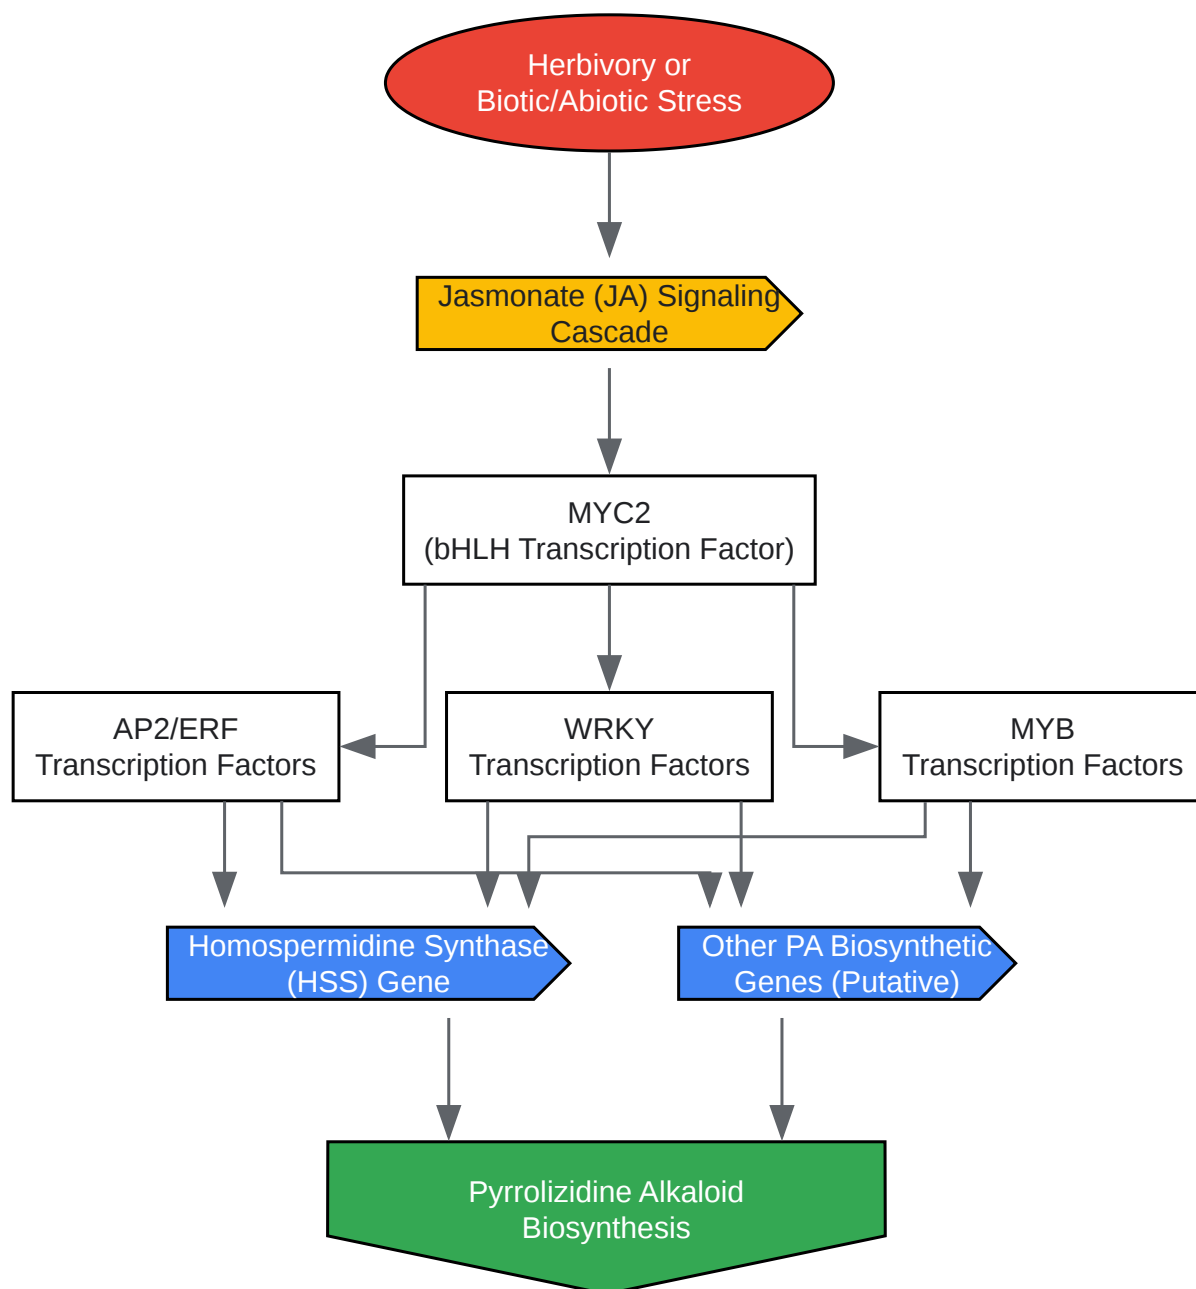 Herbivory or
Biotic/Abiotic Stress
Jasmonate (JA) Signaling
Cascade
MYC2
(bHLH Transcription Factor)
AP2/ERF
Transcription Factors
WRKY
Transcription Factors
MYB
Transcription Factors
Homospermidine Synthase
(HSS) Gene
Other PA Biosynthetic
Genes (Putative)
Pyrrolizidine Alkaloid
Biosynthesis